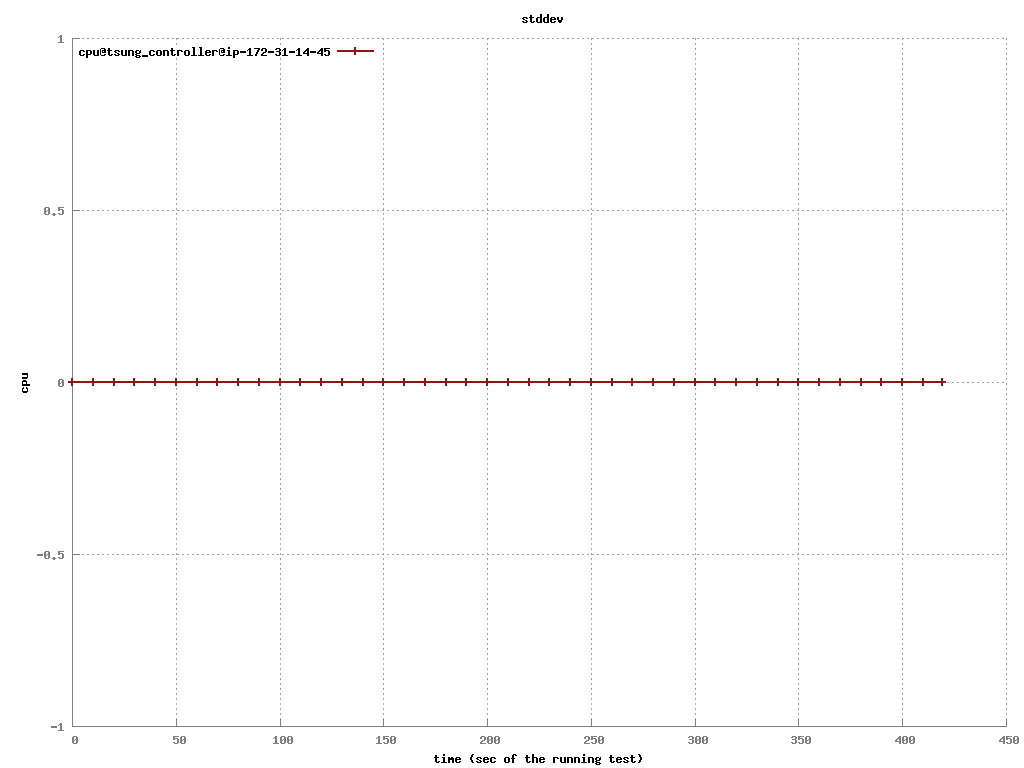 stddev
1
cpu@tsung_controller@ip-172-31-14-45
0.5
cpu
0
-0.5
-1
0 50 100 150 200 250 300 350 400 450
time (sec of the running test)